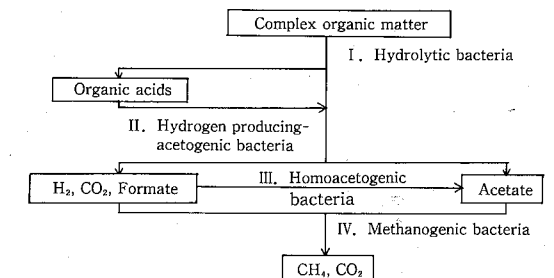 Complex organic matter
I. Hydrolytic bacteria
Organic acids
II. Hydrogen producing-
acetogenic bacteria
H₂, CO₂, Formate
III. Homoacetogenic
bacteria
Acetate
IV. Methanogenic bacteria
CH₄, CO₂